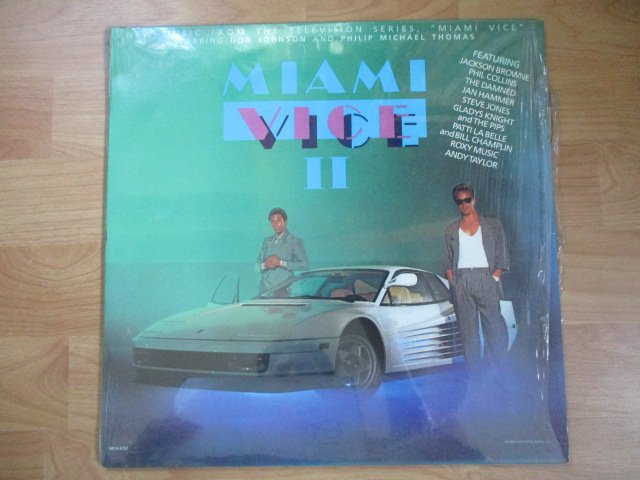 NEW MUSIC FROM THE TELEVISION SERIES, "MIAMI VICE"
STARRING DON JOHNSON AND PHILIP MICHAEL THOMAS
MIAMI
VICE
II
FEATURING
JACKSON BROWNE
PHIL COLLINS
THE DAMNED
JAN HAMMER
STEVE JONES
GLADYS KNIGHT
and THE PIPS
PATTI LA BELLE
and BILL CHAMPLIN
ROXY MUSIC
ANDY TAYLOR